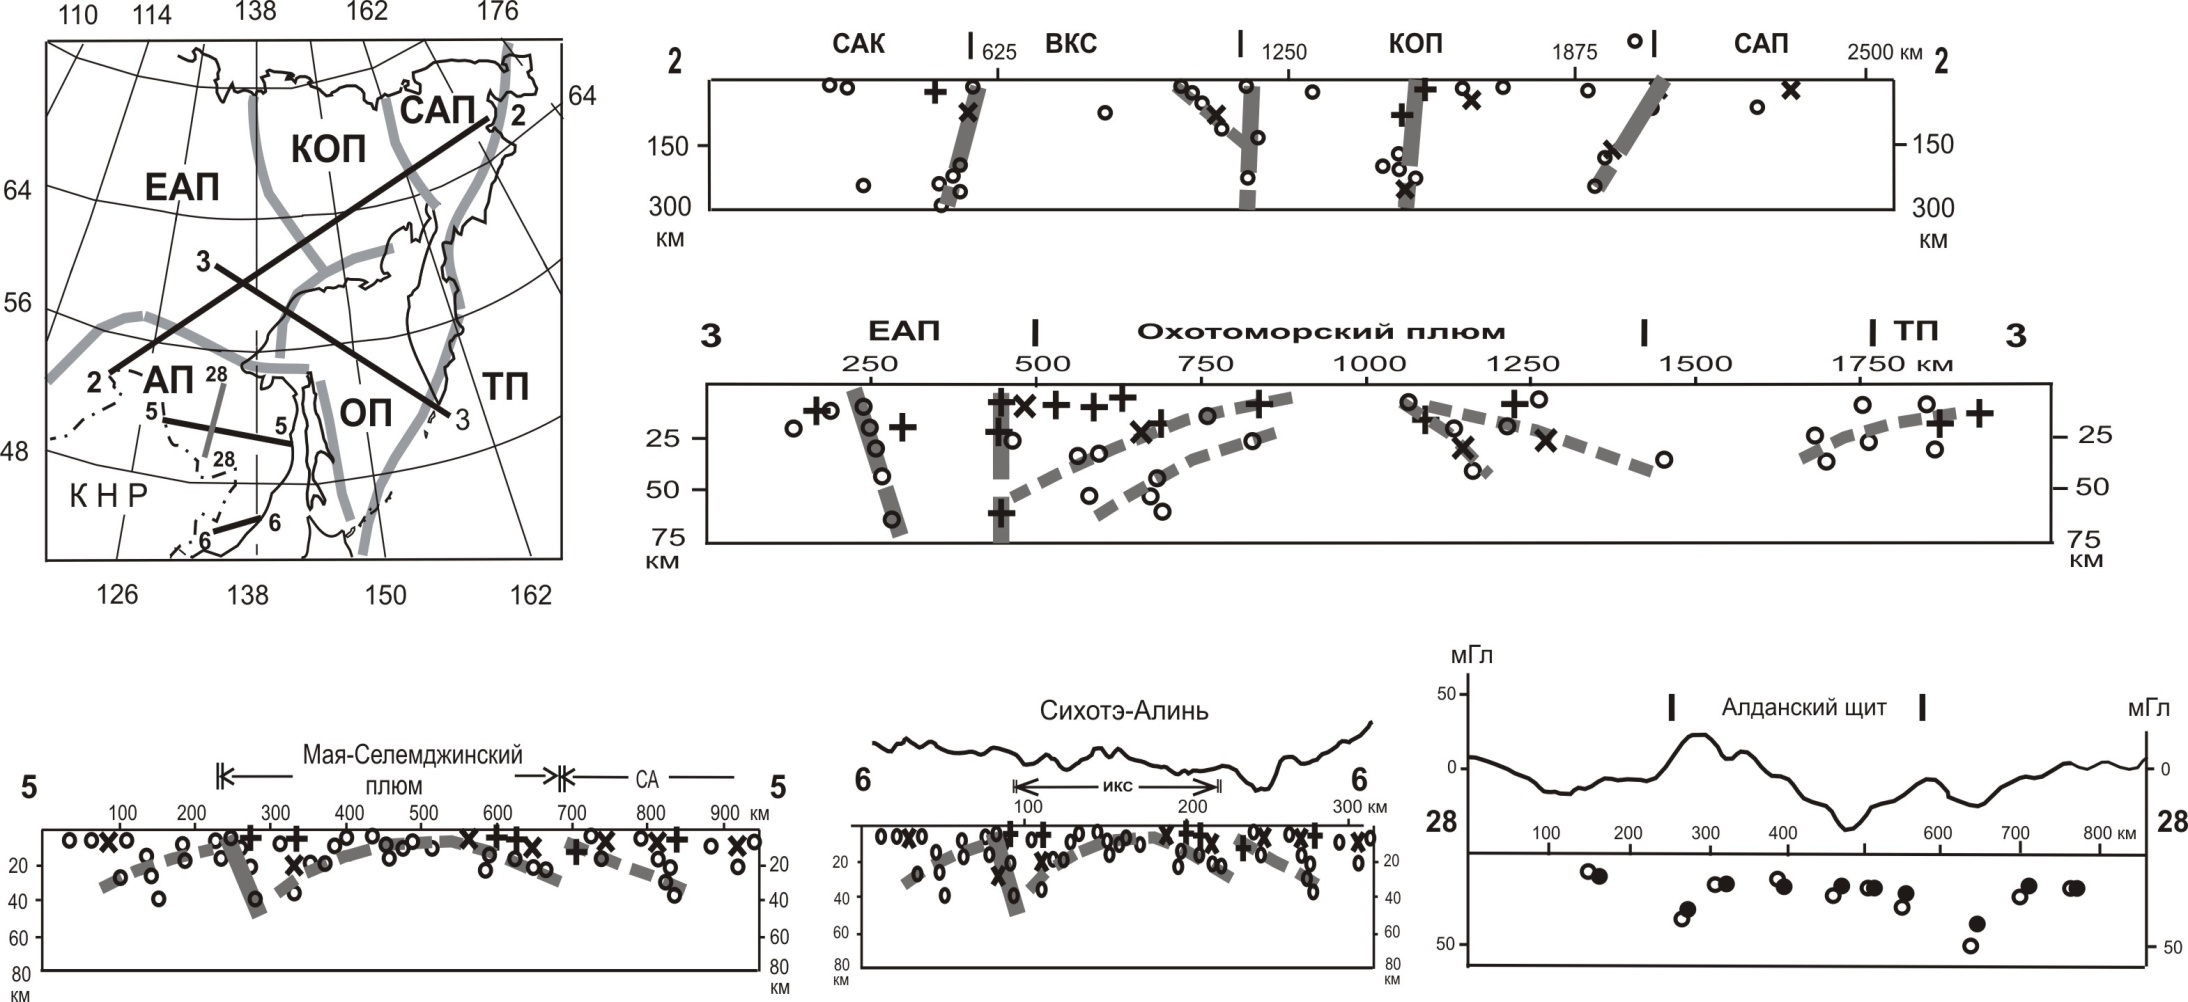 110 114 138 162 176
64
САП
2
КОП
ЕАП
64
3
56
2 АП 28
5 5
ОП
ТП
3
48
28
К Н Р
6
6
126 138 150 162
САК | 625 ВКС | 1250 КОП 1875 | САП 2500 км
2 2
150 150
300 300
км км
3 ЕАП | Охотоморский плюм | | ТП 3
250 500 750 1000 1250 1500 1750 км
25 25
50 50
75 75
км км
Мая-Селемджинский
плюм
СА
5 5
100 200 300 400 500 600 700 800 900 км
20 20
40 40
60 60
80 80
км км
Сихотэ-Алинь
6 6
икс
100 200 300 км
20 20
40 40
60 60
80 80
км км
мГл
50
Алданский щит
мГл
0 0
28 28
100 200 300 400 600 700 800 км
50 50